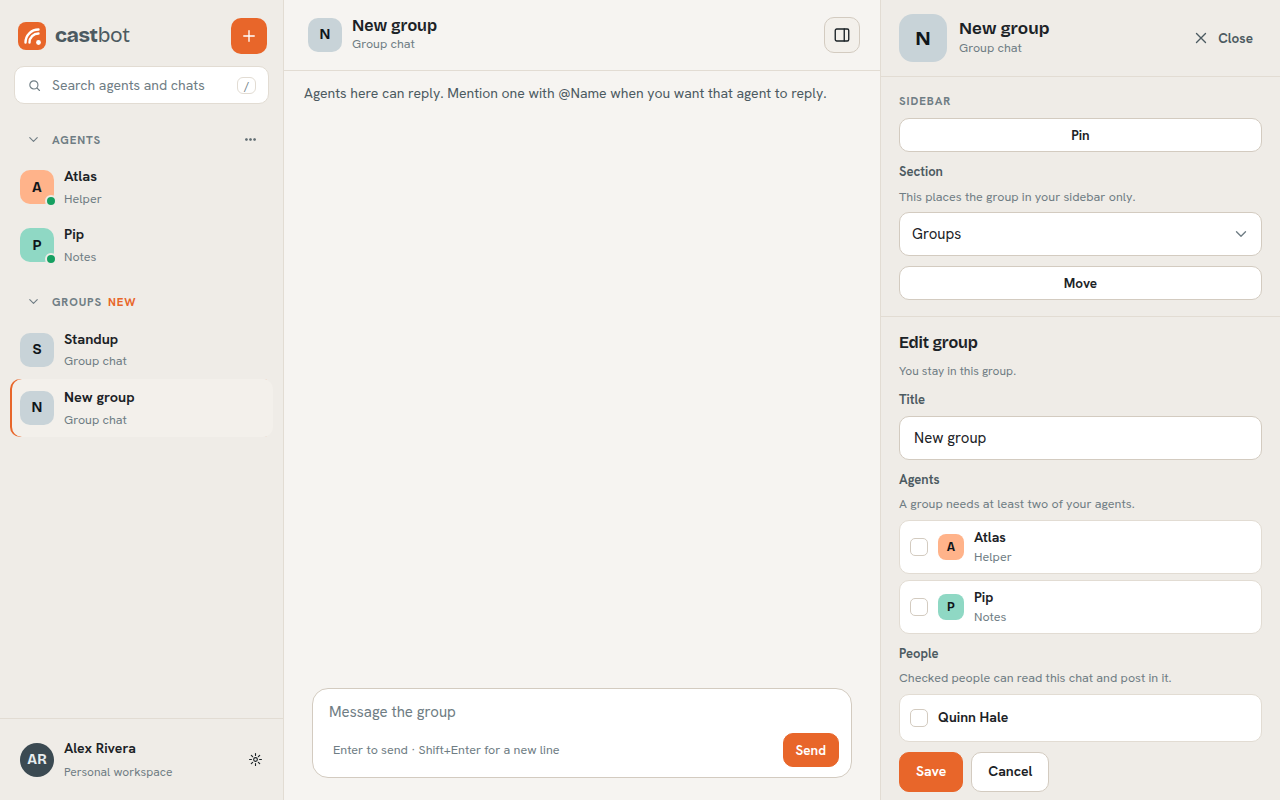 castbot
Search agents and chats
/
AGENTS
A
Atlas
Helper
P
Pip
Notes
GROUPS NEW
S
Standup
Group chat
N
New group
Group chat
AR
Alex Rivera
Personal workspace
N
New group
Group chat
Agents here can reply. Mention one with @Name when you want that agent to reply.
Message the group
Enter to send · Shift+Enter for a new line
Send
N
New group
Group chat
Close
SIDEBAR
Pin
Section
This places the group in your sidebar only.
Groups
Move
Edit group
You stay in this group.
Title
New group
Agents
A group needs at least two of your agents.
A
Atlas
Helper
P
Pip
Notes
People
Checked people can read this chat and post in it.
Quinn Hale
Save
Cancel